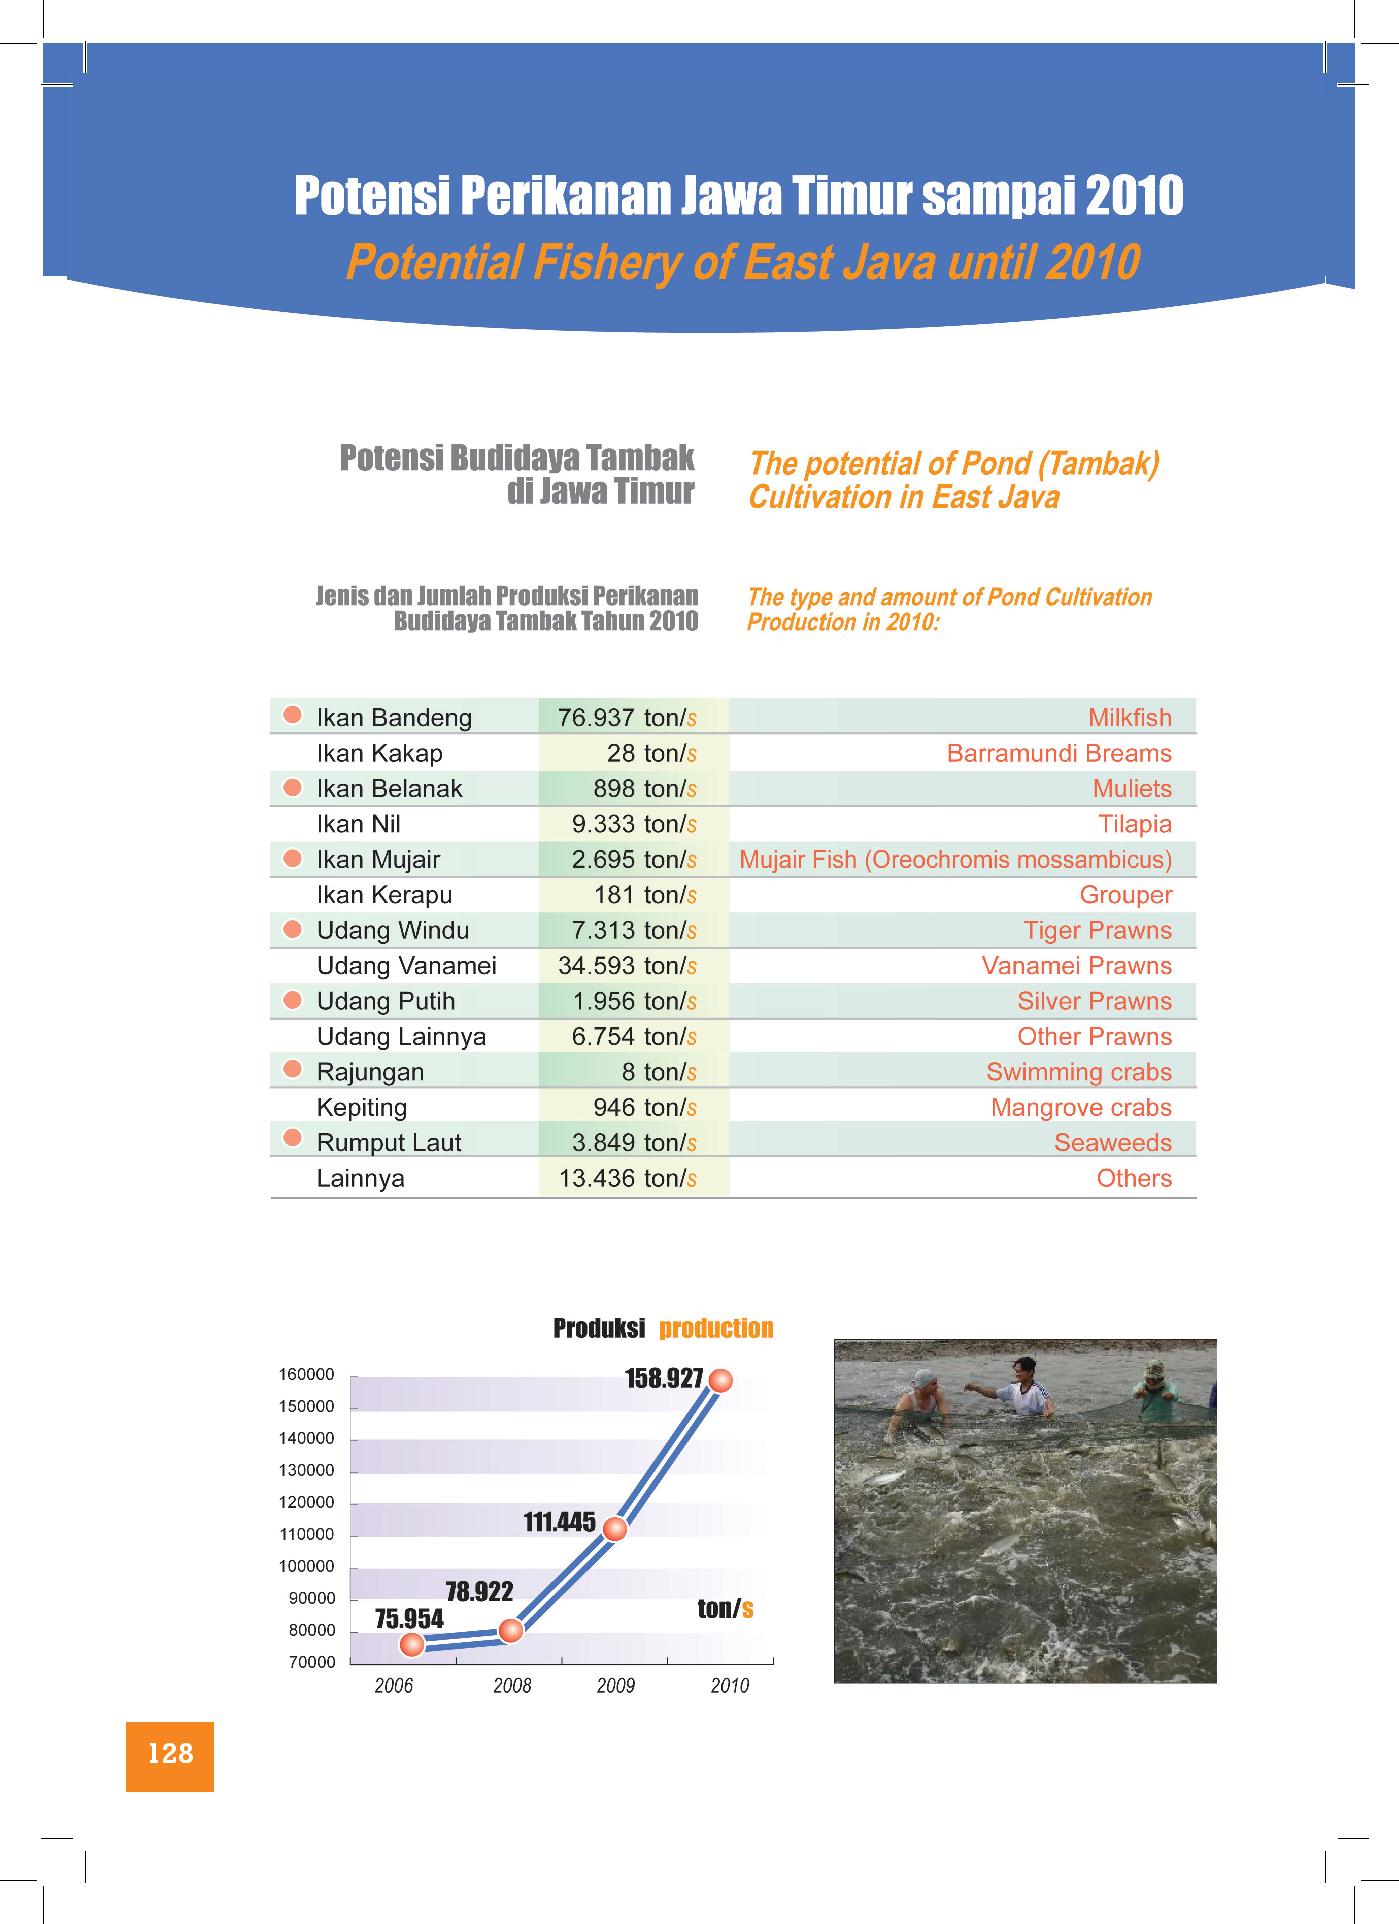 Potensi Perikanan Jawa Timur sampai 2010
Potential Fishery of East Java until 2010
Potensi Budidaya Tambak
di Jawa Timur
The potential of Pond (Tambak)
Cultivation in East Java
Jenis dan Jumlah Produksi Perikanan
Budidaya Tambak Tahun 2010
The type and amount of Pond Cultivation
Production in 2010:
Ikan Bandeng 76.937 ton/s Milkfish
Ikan Kakap 28 ton/s Barramundi Breams
Ikan Belanak 898 ton/s Muliets
Ikan Nil 9.333 ton/s Tilapia
Ikan Mujair 2.695 ton/s Mujair Fish (Oreochromis mossambicus)
Ikan Kerapu 181 ton/s Grouper
Udang Windu 7.313 ton/s Tiger Prawns
Udang Vanamei 34.593 ton/s Vanamei Prawns
Udang Putih 1.956 ton/s Silver Prawns
Udang Lainnya 6.754 ton/s Other Prawns
Rajungan 8 ton/s Swimming crabs
Kepiting 946 ton/s Mangrove crabs
Rumput Laut 3.849 ton/s Seaweeds
Lainnya 13.436 ton/s Others
Produksi production
160000
150000
140000
130000
120000
110000
100000
90000
80000
70000
158.927
111.445
78.922
75.954
ton/s
2006 2008 2009 2010
128